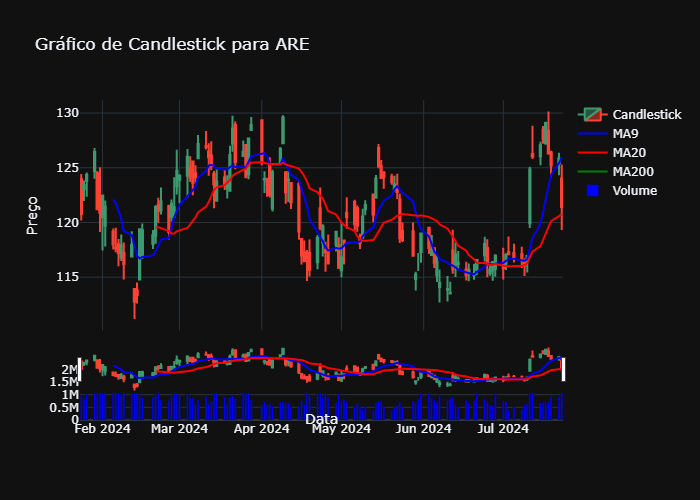 Gráfico de Candlestick para ARE
Preço
130
125
120
115
Candlestick
MA9
MA20
MA200
Volume
2M
1.5M
1M
0.5M
0
Data
Feb 2024
Mar 2024
Apr 2024
May 2024
Jun 2024
Jul 2024